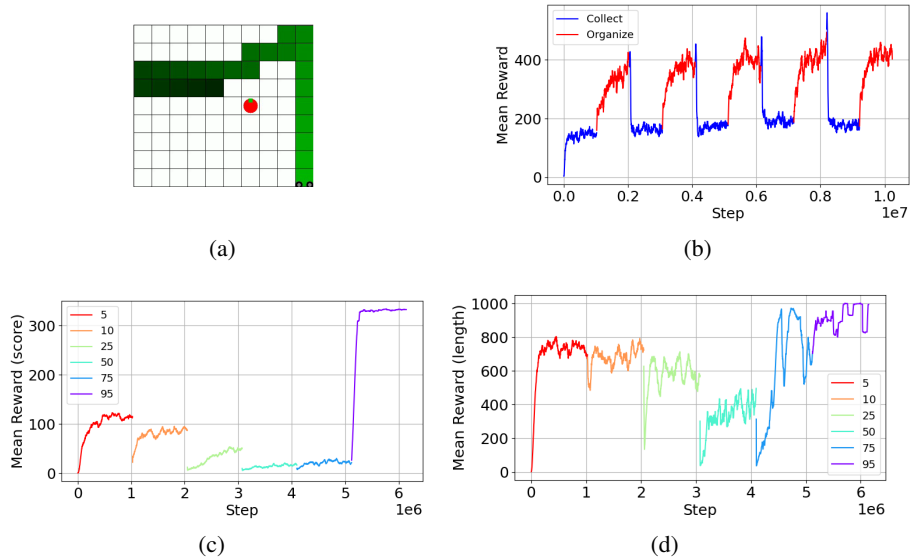 Collect
Organize
Mean Reward
400
200
0
0.0 0.2 0.4 0.6 0.8 1.0
Step
1e7
(a)
(b)
5
10
25
50
75
95
Mean Reward (score)
300
200
100
0
0 1 2 3 4 5 6
Step
1e6
(c)
Mean Reward (length)
1000
800
600
400
200
0
5
10
25
50
75
95
0 1 2 3 4 5 6
Step
1e6
(d)